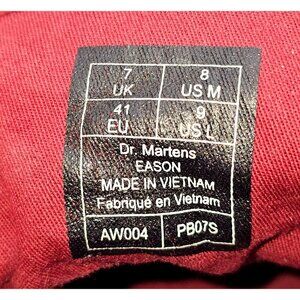 7 8
UK US M
41 9
EU US L
Dr. Martens
EASON
MADE IN VIETNAM
Fabriqué en Vietnam
AW004 PB07S